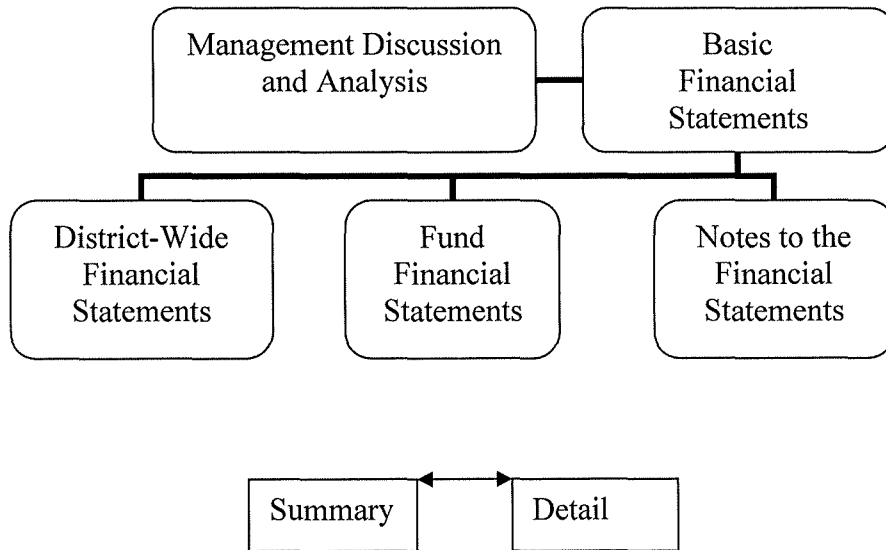 Management Discussion
and Analysis
Basic
Financial
Statements
District-Wide
Financial
Statements
Fund
Financial
Statements
Notes to the
Financial
Statements
Summary
Detail